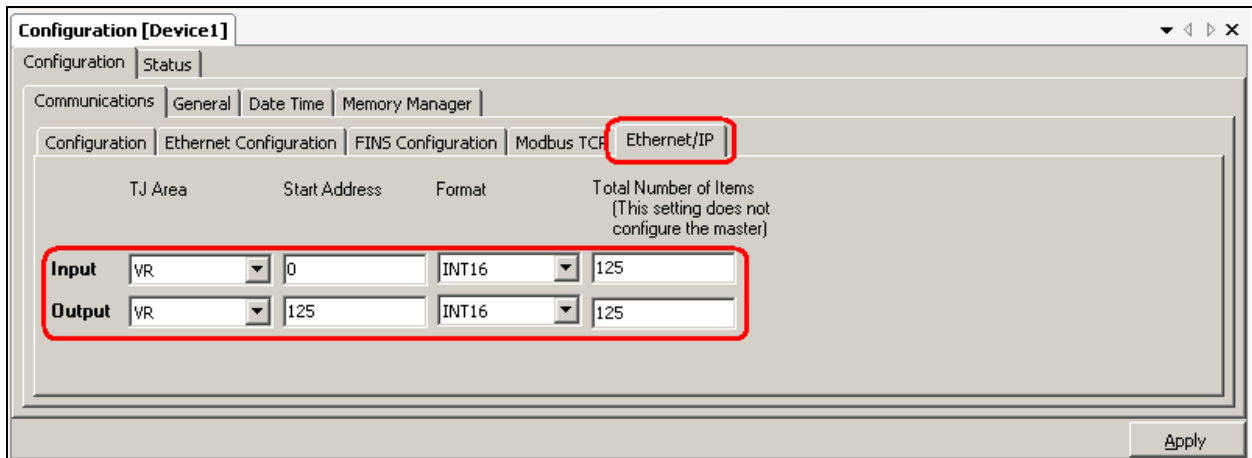 Configuration [Device1]
Configuration Status
Communications General Date Time Memory Manager
Configuration Ethernet Configuration FINS Configuration Modbus TCP Ethernet/IP
TJ Area Start Address Format Total Number of Items
(This setting does not
configure the master)
Input VR 0 INT16 125
Output VR 125 INT16 125
Apply